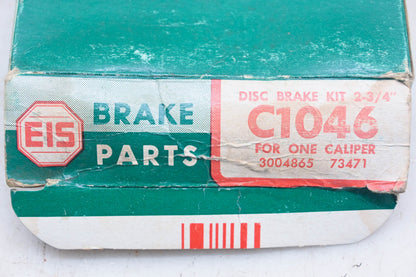 EIS
BRAKE
PARTS
DISC BRAKE KIT 2-3/4"
C1046
FOR ONE CALIPER
3004865 73471